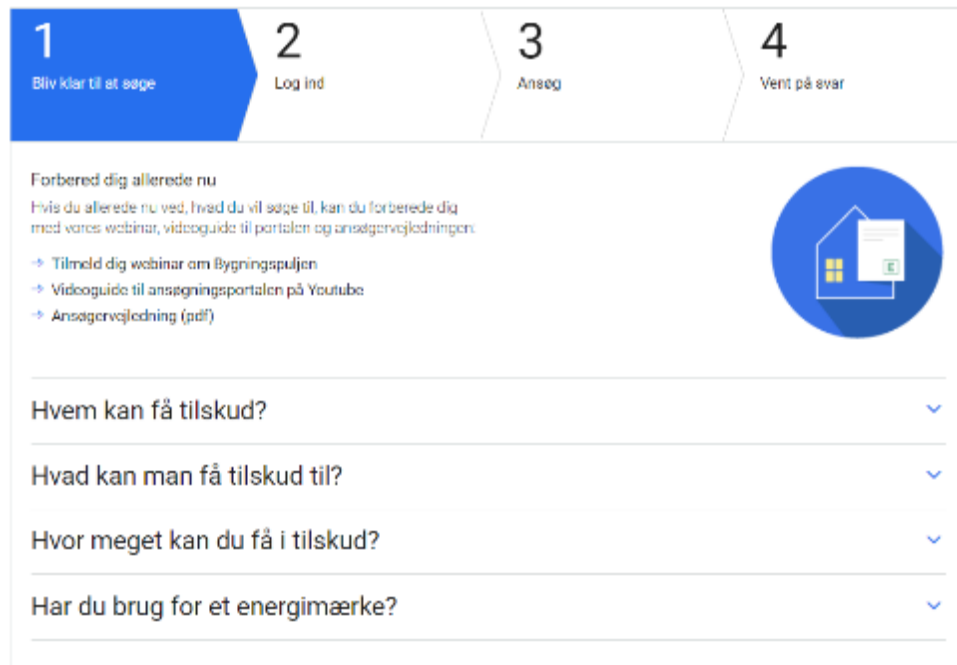 1
Bliv klar til at søge
2
Log ind
3
Ansøg
4
Vent på svar
Forbered dig allerede nu
Hvis du allerede nu ved, hvad du vil søge til, kan du forberede dig
med vores webinar, videoguide til portalen og ansøgervejledningen:
Tilmeld dig webinar om Bygningspuljen
Videoguide til ansøgningsportalen på Youtube
Ansøgervejledning (pdf)
Hvem kan få tilskud?
Hvad kan man få tilskud til?
Hvor meget kan du få i tilskud?
Har du brug for et energimærke?